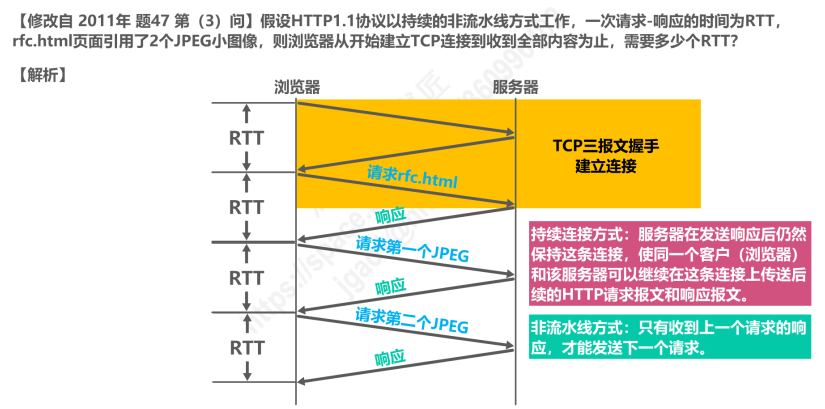 【修改自 2011年 题47 第（3）问】假设HTTP1.1协议以持续的非流水线方式工作，一次请求-响应的时间为RTT，
rfc.html页面引用了2个JPEG小图像，则浏览器从开始建立TCP连接到收到全部内容为止，需要多少个RTT？
【解析】
浏览器
服务器
RTT
TCP三报文握手
建立连接
请求rfc.html
RTT
响应
请求第一个JPEG
持续连接方式：服务器在发送响应后仍然
保持这条连接，使同一个客户（浏览器）
和该服务器可以继续在这条连接上传送后
续的HTTP请求报文和响应报文。
RTT
响应
请求第二个JPEG
非流水线方式：只有收到上一个请求的响
应，才能发送下一个请求。
RTT
响应